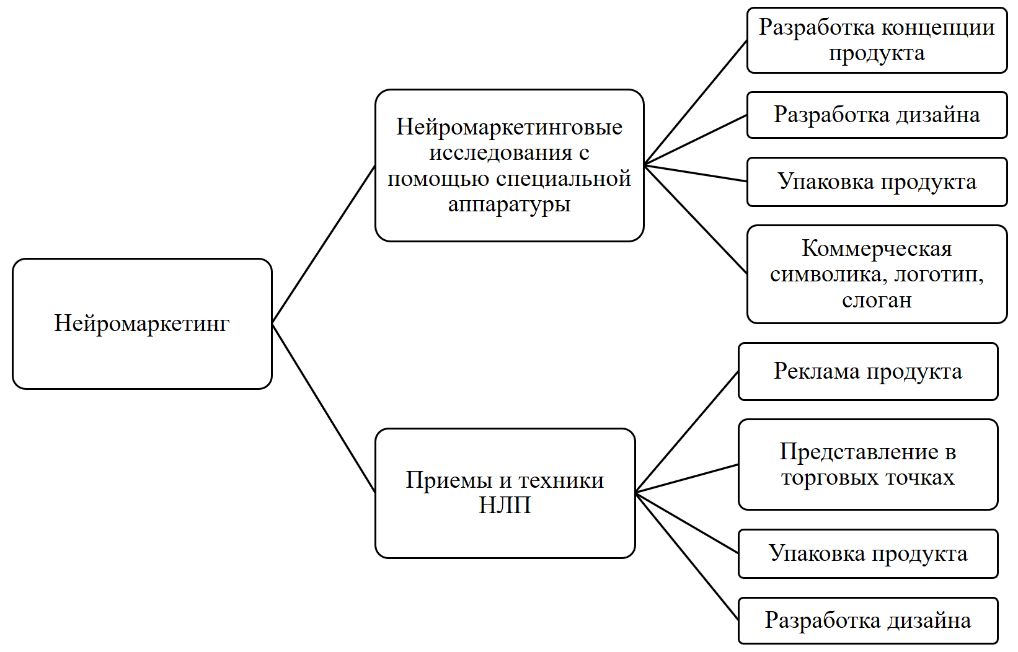 Нейромаркетинг
Нейромаркетинговые
исследования с
помощью специальной
аппаратуры
Разработка концепции
продукта
Разработка дизайна
Упаковка продукта
Коммерческая
символика, логотип,
слоган
Приемы и техники
НЛП
Реклама продукта
Представление в
торговых точках
Упаковка продукта
Разработка дизайна